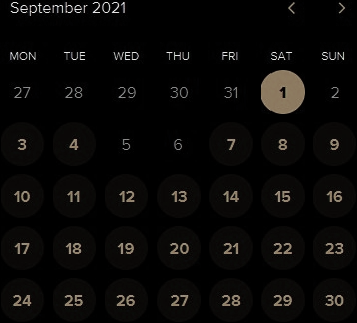 September 2021
MON TUE WED THU FRI SAT SUN
27 28 29 30 31 1 2
3 4 5 6 7 8 9
10 11 12 13 14 15 16
17 18 19 20 21 22 23
24 25 26 27 28 29 30